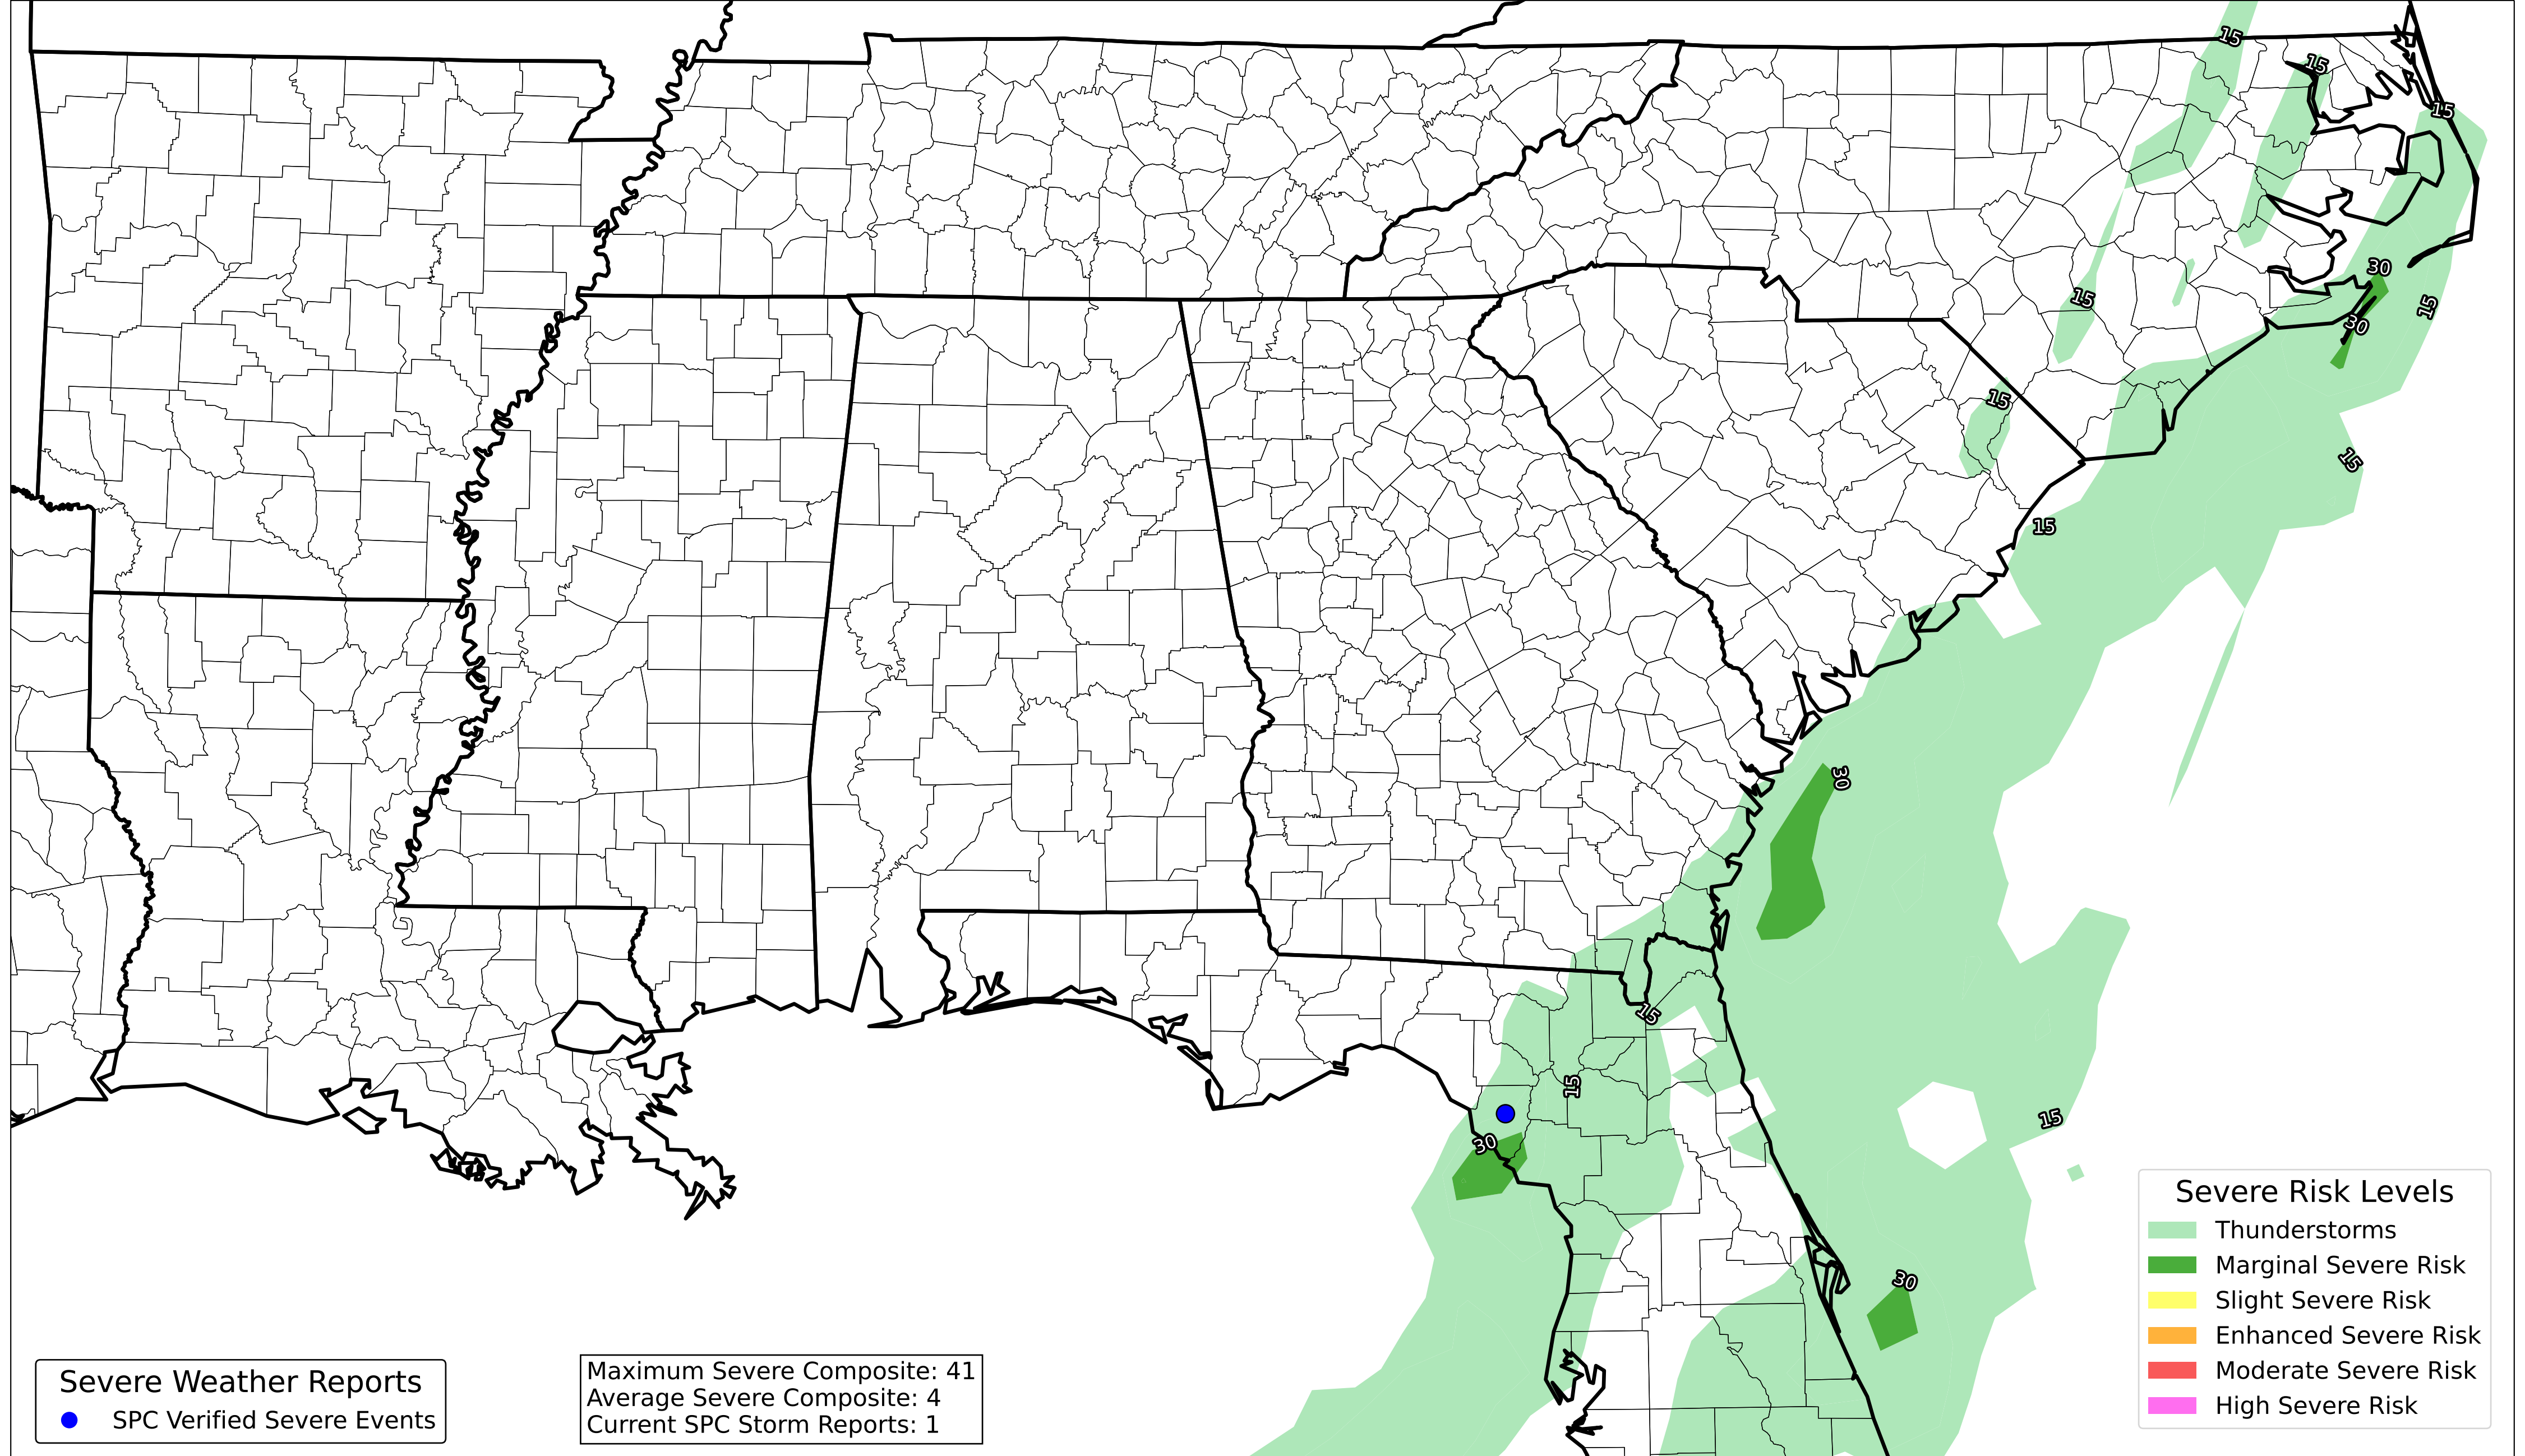 15
15
15
30
15
30
15
15
15
15
30
15
15
15
30
30
Severe Risk Levels
Thunderstorms
Marginal Severe Risk
Slight Severe Risk
Enhanced Severe Risk
Moderate Severe Risk
High Severe Risk
Severe Weather Reports
SPC Verified Severe Events
Maximum Severe Composite: 41
Average Severe Composite: 4
Current SPC Storm Reports: 1